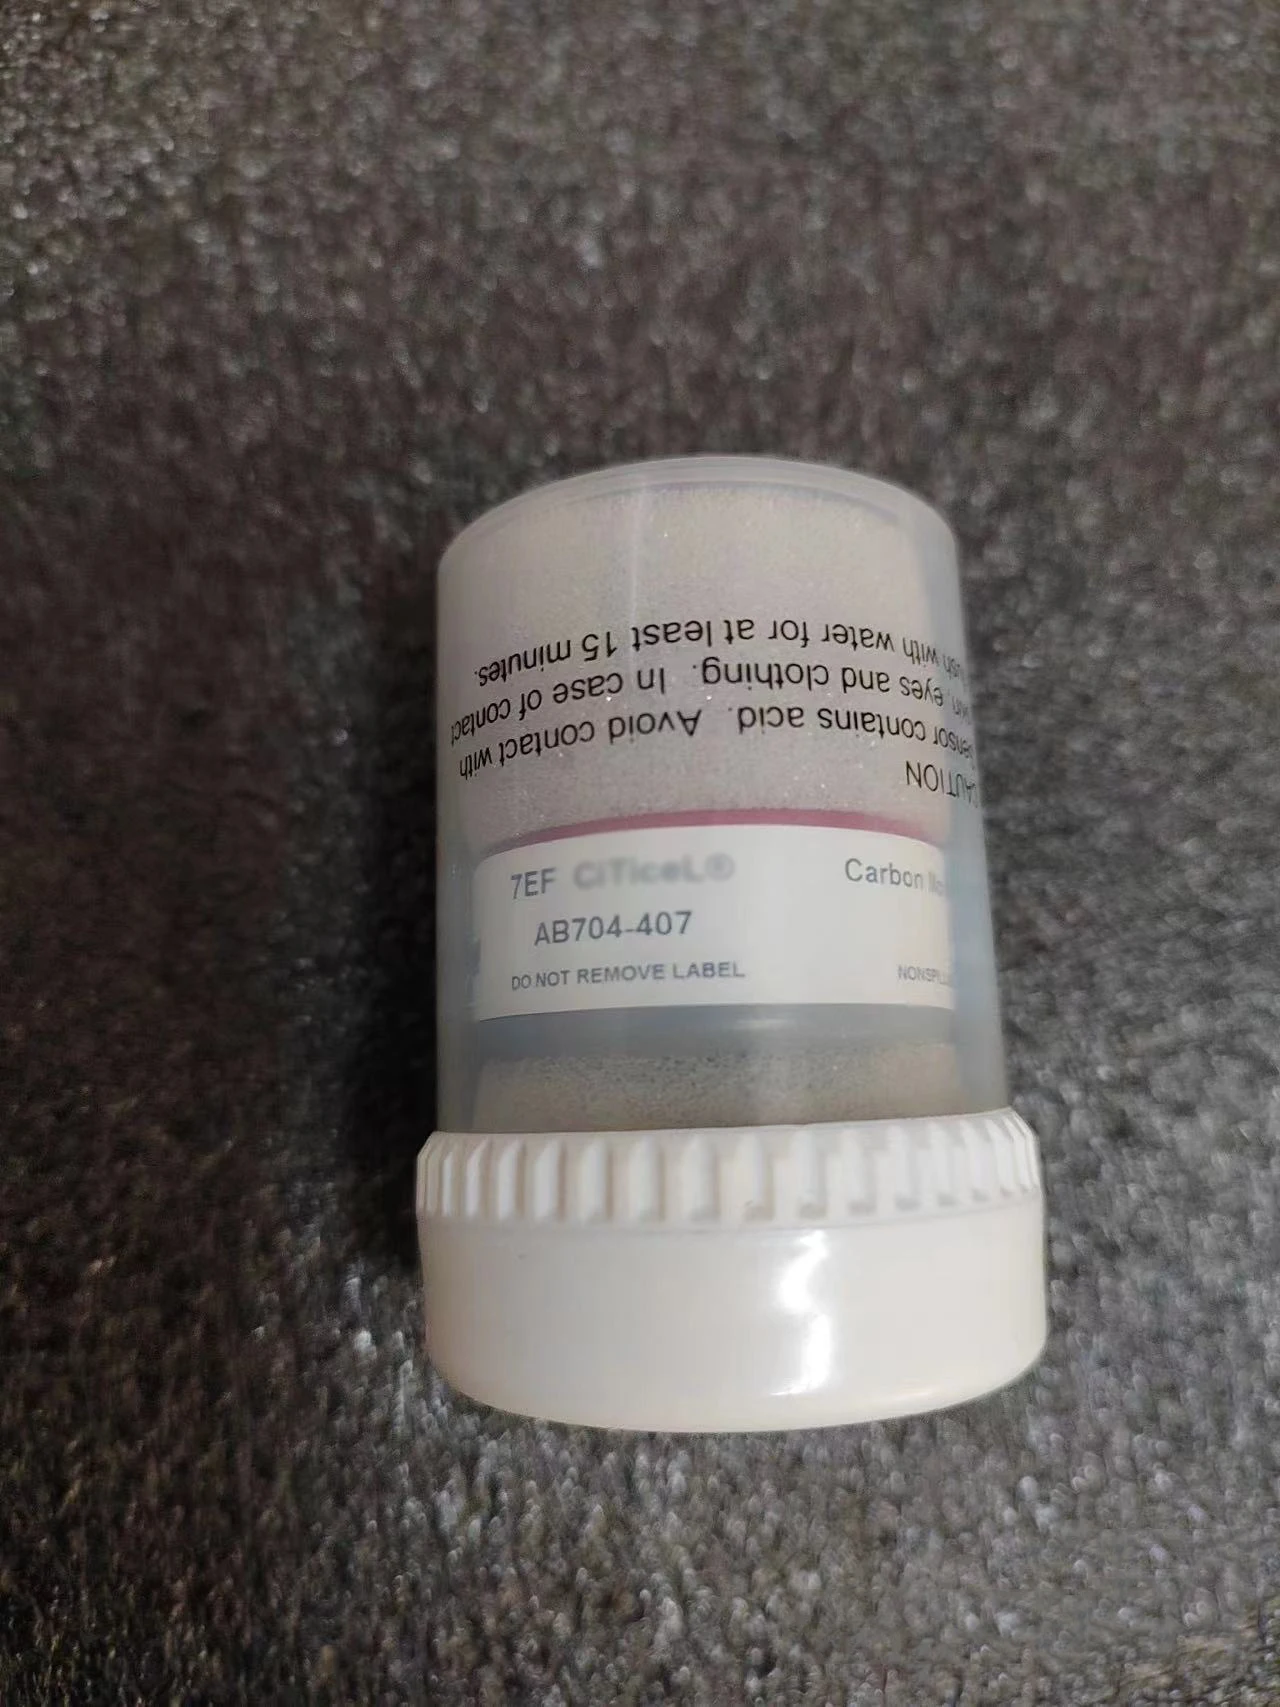 CAUTION
sensor contains acid. Avoid contact with
eyes and clothing. In case of contact
with water for at least 15 minutes.
7EF CiTiceL® Carbon
AB704-407
DO NOT REMOVE LABEL